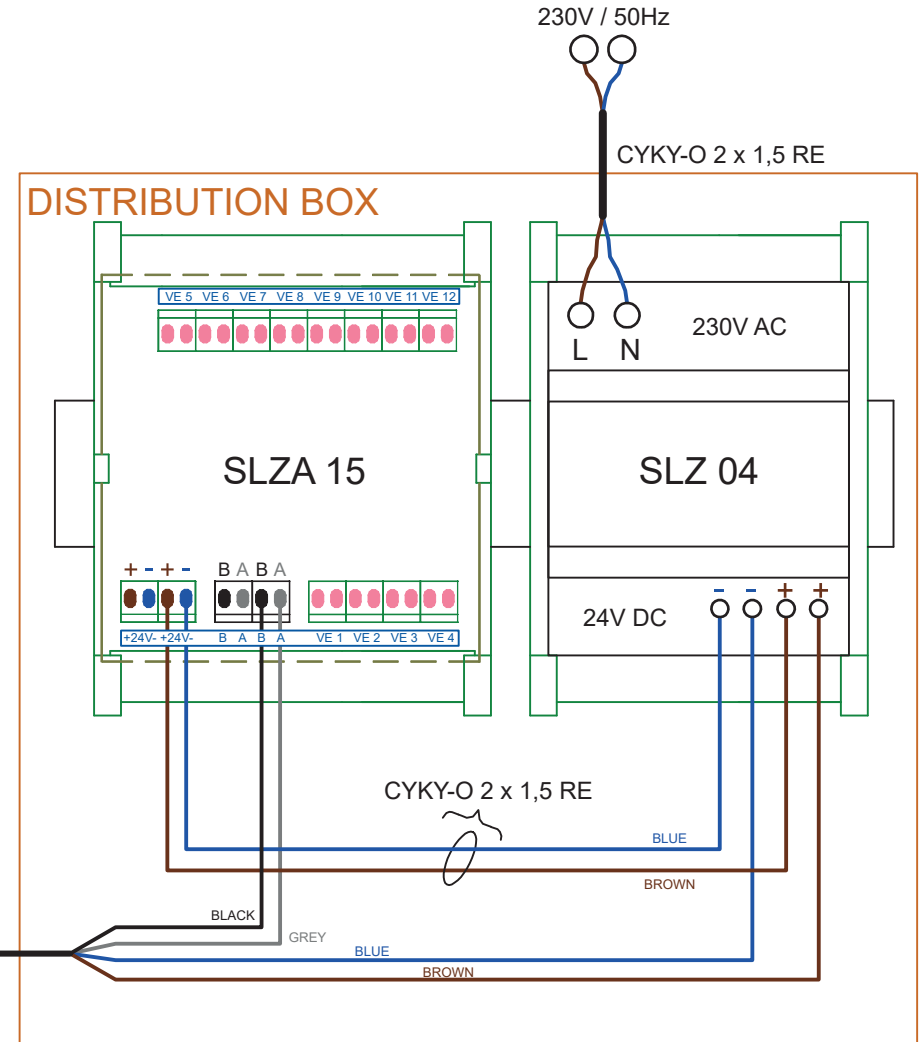 230V / 50Hz
CYKY-O 2 x 1,5 RE
DISTRIBUTION BOX
VE 5 VE 6 VE 7 VE 8 VE 9 VE 10 VE 11 VE 12
230V AC
L N
SLZA 15
SLZ 04
+ - + -
B A B A
- - + +
24V DC
+24V- +24V- B A B A VE 1 VE 2 VE 3 VE 4
CYKY-O 2 x 1,5 RE
BLUE
BROWN
BLACK
GREY
BLUE
BROWN